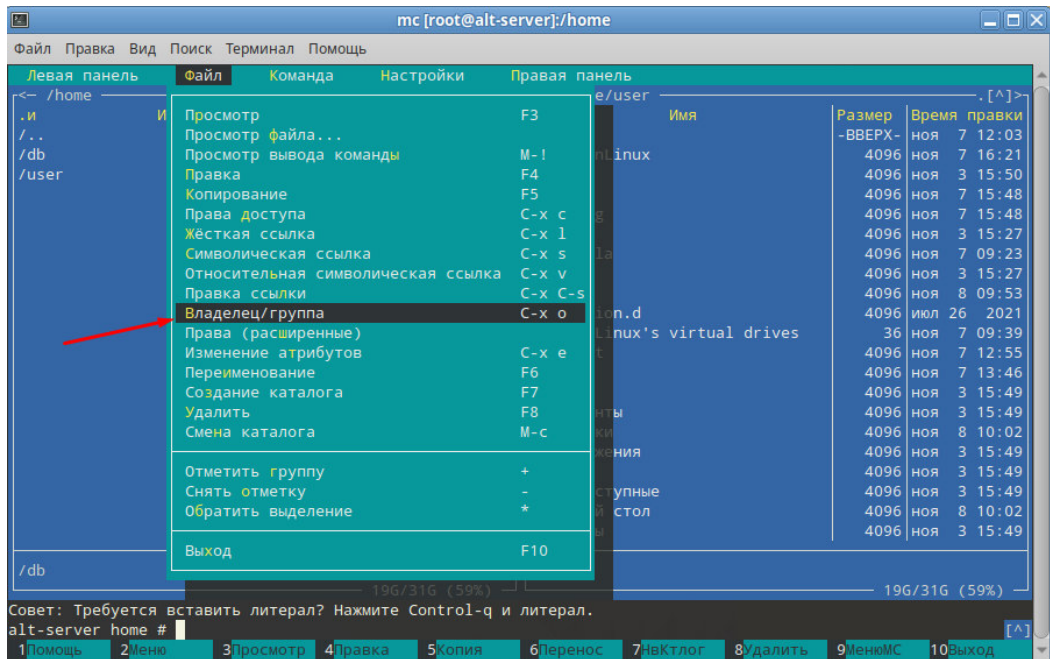 mc [root@alt-server]:/home
Файл Правка Вид Поиск Терминал Помощь
Левая панель Файл Команда Настройки Правая панель
<— /home e/user .[^]>
.и И Просмотр F3 Имя Размер Время правки
/.. Просмотр файла... -ВВЕРХ- ноя 7 12:03
/db Просмотр вывода команды M-! nLinux 4096 ноя 7 16:21
/user Правка F4 4096 ноя 3 15:50
Копирование F5 4096 ноя 7 15:48
Права доступа C-x c g 4096 ноя 7 15:48
Жёсткая ссылка C-x l 4096 ноя 3 15:27
Символическая ссылка C-x s la 4096 ноя 7 09:23
Относительная символическая ссылка C-x v 4096 ноя 3 15:27
Правка ссылки C-x C-s 4096 ноя 8 09:53
Владелец/группа C-x o ion.d 4096 июл 26 2021
Права (расширенные) Linux's virtual drives 36 ноя 7 09:39
Изменение атрибутов C-x e t 4096 ноя 7 12:55
Переименование F6 4096 ноя 7 13:46
Создание каталога F7 4096 ноя 3 15:49
Удалить F8 нты 4096 ноя 3 15:49
Смена каталога M-c ки 4096 ноя 8 10:02
жения 4096 ноя 3 15:49
Отметить группу + 4096 ноя 3 15:49
Снять отметку - ступные 4096 ноя 3 15:49
Обратить выделение * й стол 4096 ноя 8 10:02
ы 4096 ноя 3 15:49
Выход F10
/db
19G/31G (59%) 19G/31G (59%)
Совет: Требуется вставить литерал? Нажмите Control-q и литерал.
alt-server home # [^]
1Помощь 2Меню 3Просмотр 4Правка 5Копия 6Перенос 7НвКтлог 8Удалить 9МенюМС 10Выход